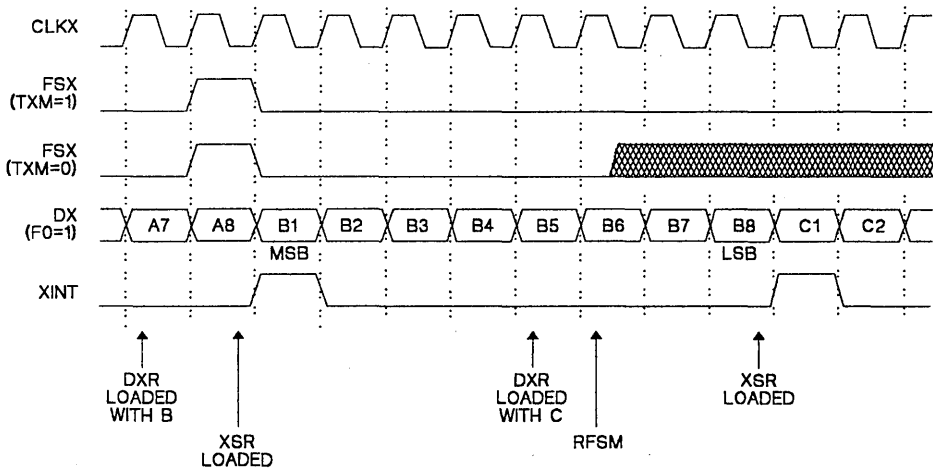 CLKX
FSX
(TXM=1)
FSX
(TXM=0)
DX
(FO=1)
A7 A8 B1 B2 B3 B4 B5 B6 B7 B8 C1 C2
MSB LSB
XINT
DXR
LOADED
WITH B
XSR
LOADED
DXR
LOADED
WITH C
RFSM
XSR
LOADED